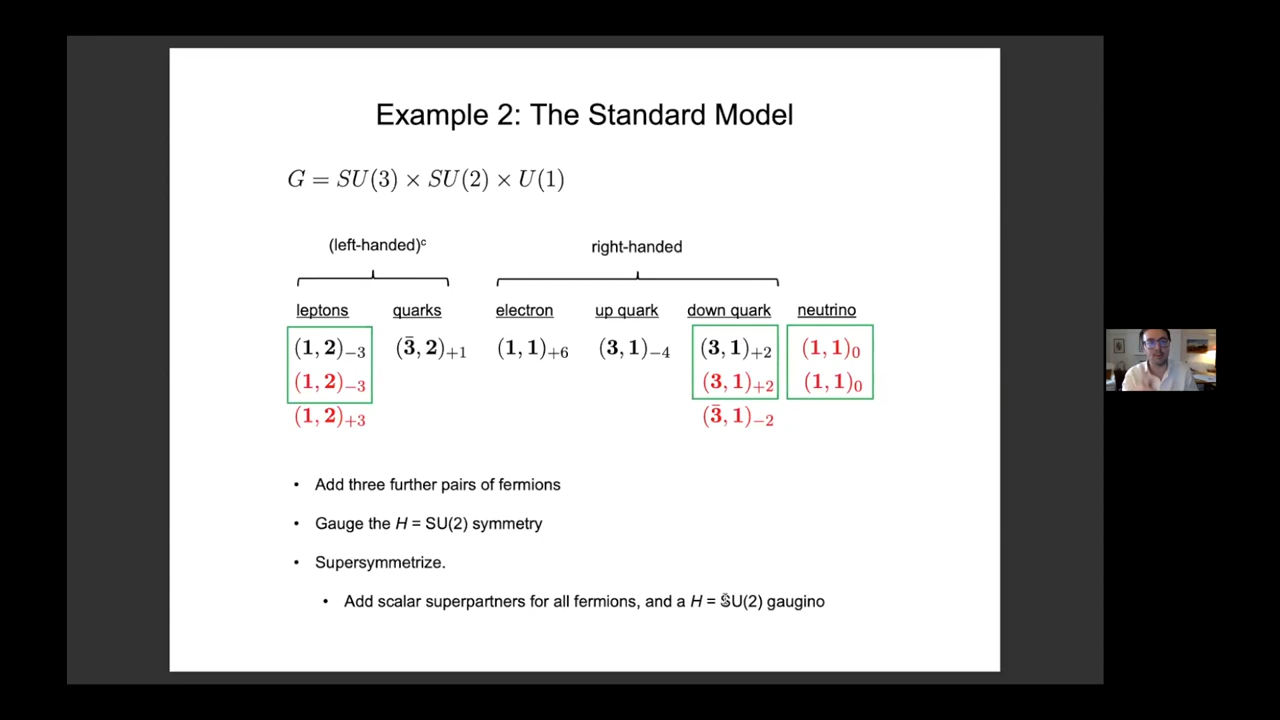 Example 2: The Standard Model
G = SU(3) × SU(2) × U(1)
(left-handed)ᶜ right-handed
leptons quarks electron up quark down quark neutrino
(1, 2)₋₃ (3̄, 2)₊₁ (1, 1)₊₆ (3, 1)₋₄ (3, 1)₊₂ (1, 1)₀
(1, 2)₋₃ (3, 1)₊₂ (1, 1)₀
(1, 2)₊₃ (3̄, 1)₋₂
• Add three further pairs of fermions
• Gauge the H = SU(2) symmetry
• Supersymmetrize.
• Add scalar superpartners for all fermions, and a H = SU(2) gaugino